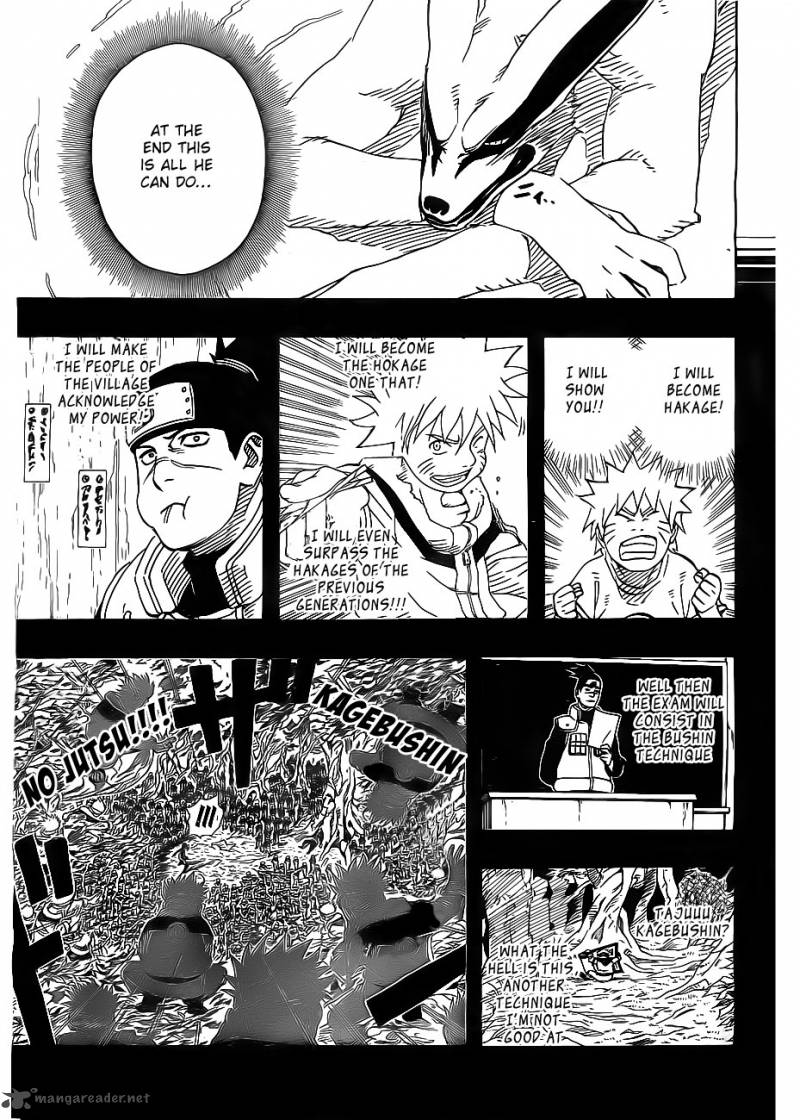 AT THE
END THIS
IS ALL HE
CAN DO...
I WILL
BECOME
HAKAGE!
I WILL
SHOW
YOU!!
I WILL BECOME
THE HOKAGE
ONE THAT!
I WILL EVEN
SURPASS THE
HAKAGES OF THE
PREVIOUS
GENERATIONS!!!
I WILL MAKE
THE PEOPLE OF
THE VILLAGE
ACKNOWLEDGE
MY POWER!
WELL THEN
THE EXAM WILL
CONSIST IN
THE BUSHIN
TECHNIQUE
TAJUUU
KAGEBUSHIN?
WHAT THE
HELL IS THIS
ANOTHER
TECHNIQUE
I'M NOT
GOOD AT
KAGEBUSHIN
NO JUTSU!!!!
!!!
mangareader.net